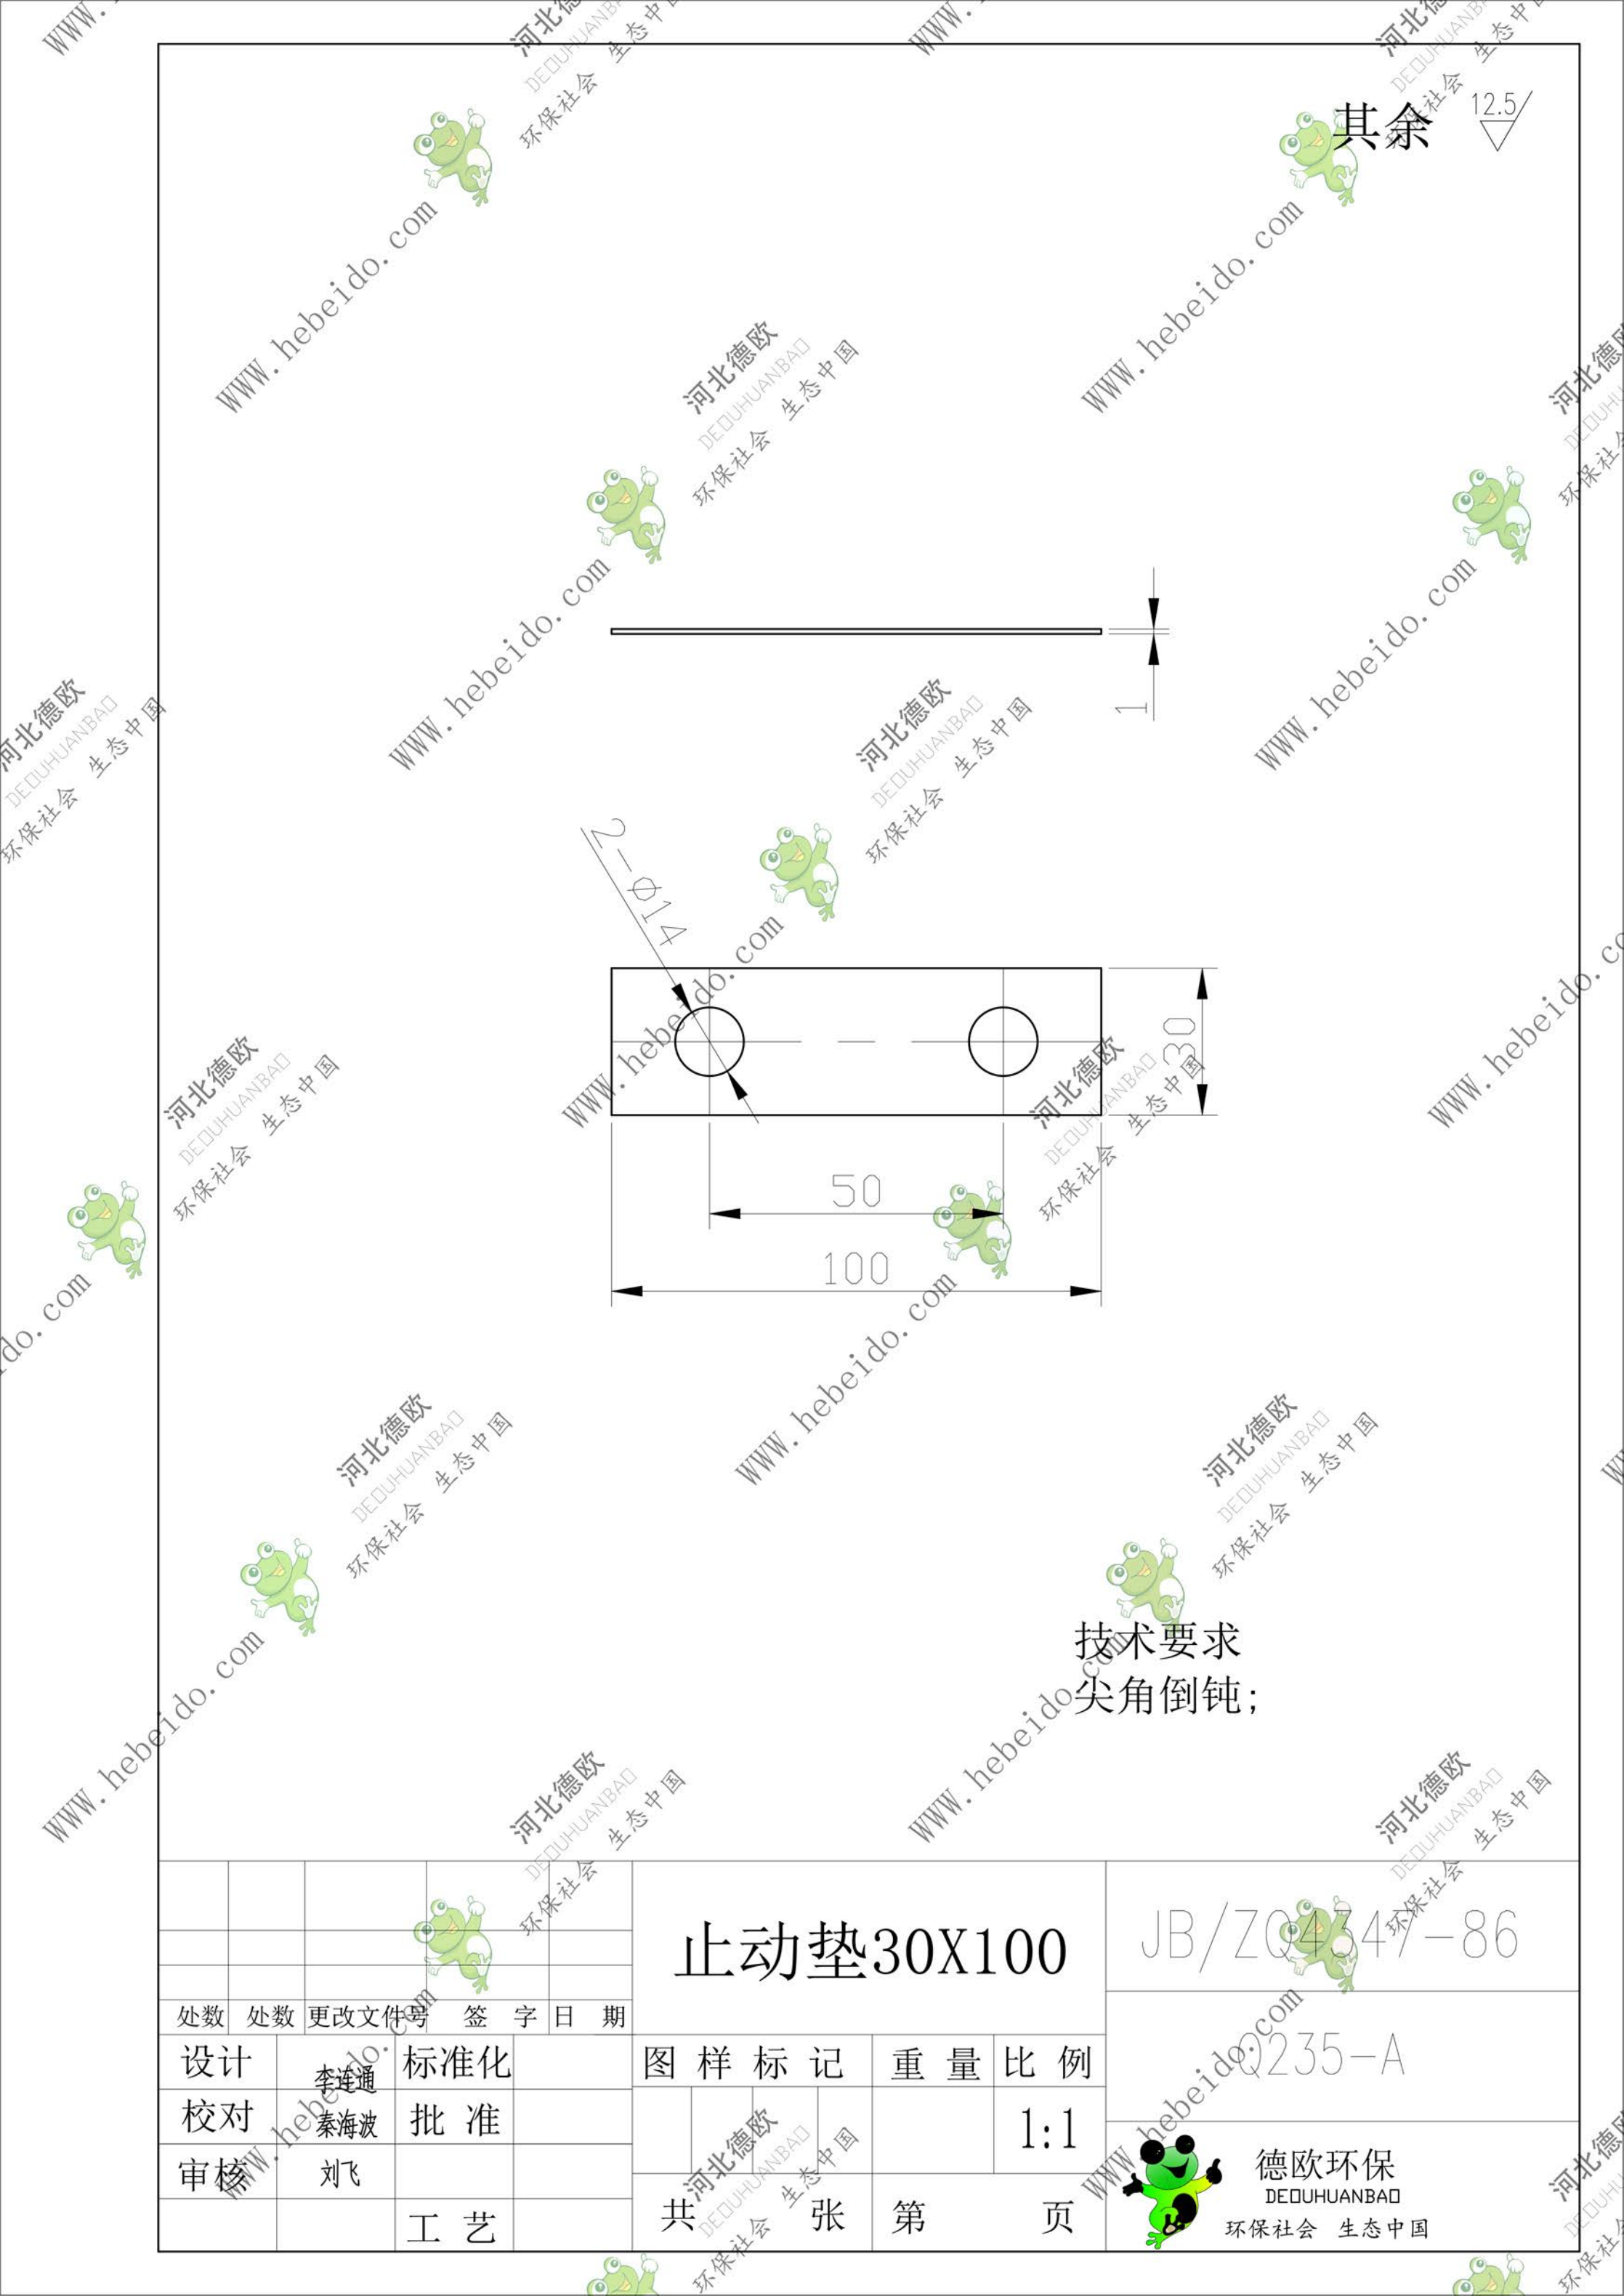 其余 12.5
1
2-Φ14
30
50
100
技术要求
尖角倒钝;
止动垫30X100
JB/ZQ4347-86
Q235-A
处数 处数 更改文件号 签 字 日 期
设计 李连通 标准化
校对 秦海波 批 准
审核 刘飞
工 艺
图 样 标 记 重 量 比 例
1:1
共 张 第 页
德欧环保
DEOUHUANBAO
环保社会 生态中国
河北德欧
DEOUHUANBAO
环保社会 生态中国
WWW.hebeido.com